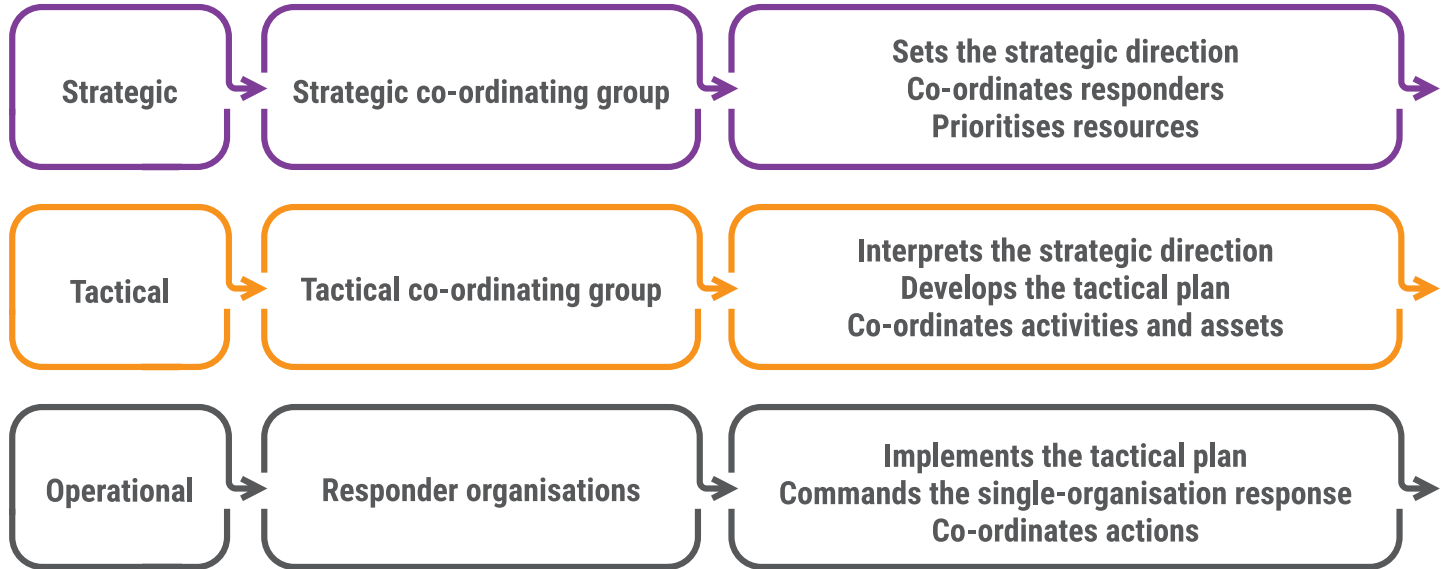 Strategic
Strategic co-ordinating group
Sets the strategic direction
Co-ordinates responders
Prioritises resources
Tactical
Tactical co-ordinating group
Interprets the strategic direction
Develops the tactical plan
Co-ordinates activities and assets
Operational
Responder organisations
Implements the tactical plan
Commands the single-organisation response
Co-ordinates actions